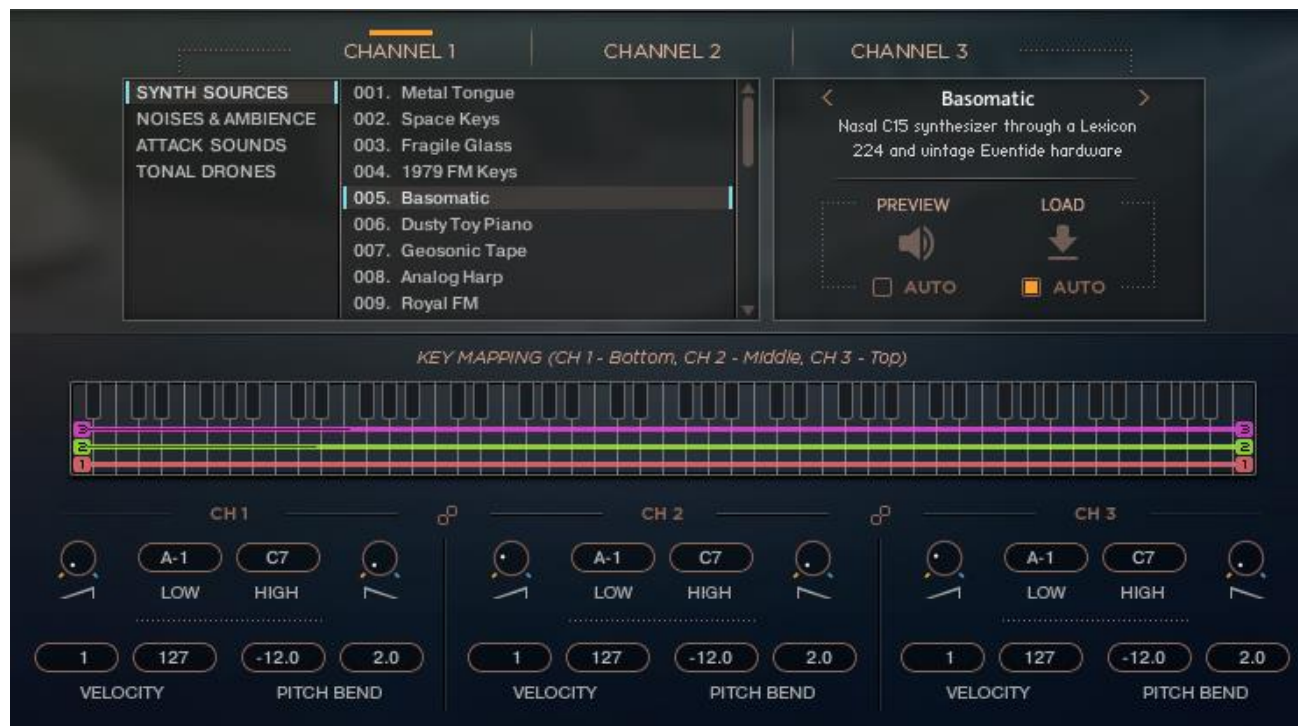 CHANNEL 1 CHANNEL 2 CHANNEL 3
SYNTH SOURCES
NOISES & AMBIENCE
ATTACK SOUNDS
TONAL DRONES
001. Metal Tongue
002. Space Keys
003. Fragile Glass
004. 1979 FM Keys
005. Basomatic
006. Dusty Toy Piano
007. Geosonic Tape
008. Analog Harp
009. Royal FM
< Basomatic >
Nasal C15 synthesizer through a Lexicon
224 and vintage Eventide hardware
PREVIEW LOAD
AUTO AUTO
KEY MAPPING (CH 1 - Bottom, CH 2 - Middle, CH 3 - Top)
3 3
2 2
1 1
CH 1 CH 2 CH 3
A-1 C7 A-1 C7 A-1 C7
LOW HIGH LOW HIGH LOW HIGH
1 127 -12.0 2.0 1 127 -12.0 2.0 1 127 -12.0 2.0
VELOCITY PITCH BEND VELOCITY PITCH BEND VELOCITY PITCH BEND